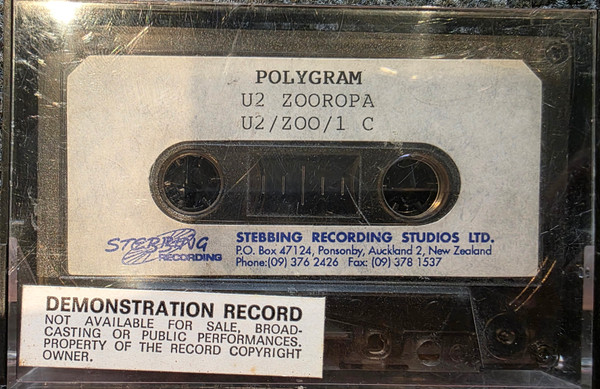 POLYGRAM
U2 ZOOROPA
U2/ZOO/1 C
STEBBING
RECORDING
STEBBING RECORDING STUDIOS LTD.
P.O. Box 47124, Ponsonby, Auckland 2, New Zealand
Phone:(09) 376 2426 Fax: (09) 378 1537
DEMONSTRATION RECORD
NOT AVAILABLE FOR SALE, BROAD-
CASTING OR PUBLIC PERFORMANCES.
PROPERTY OF THE RECORD COPYRIGHT
OWNER.